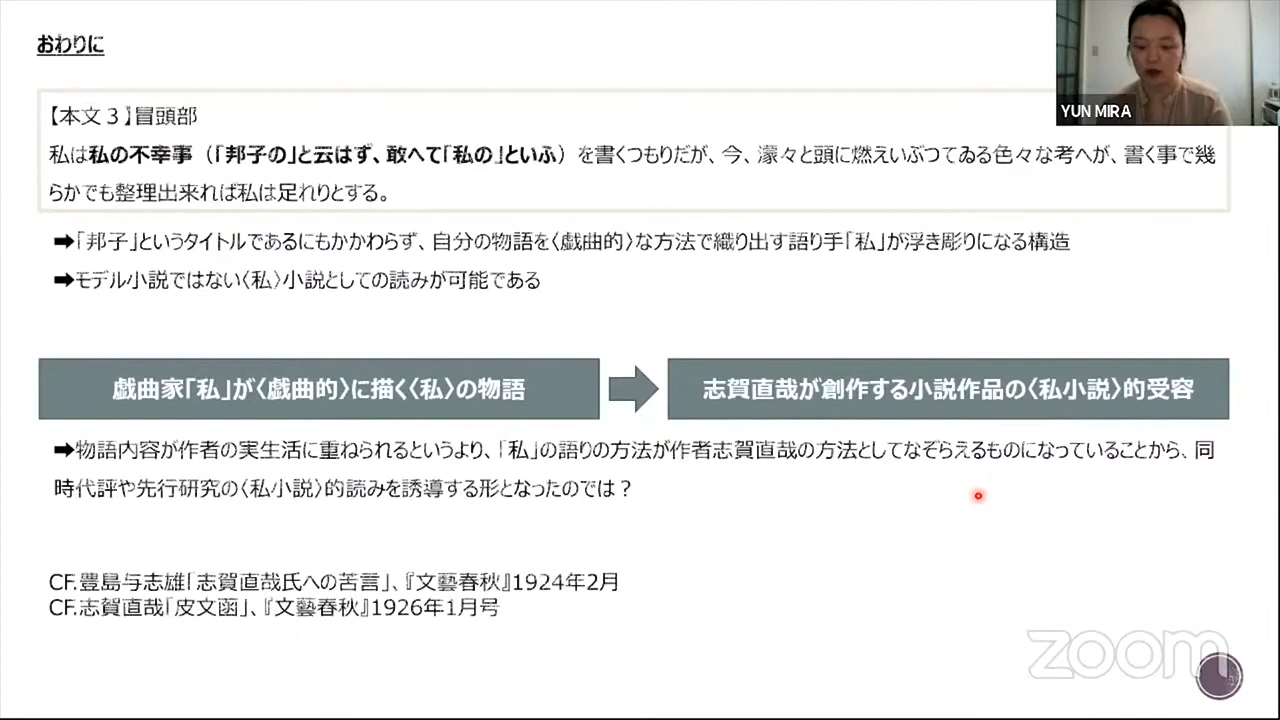 おわりに
YUN MIRA
【本文３】冒頭部
私は私の不幸事（「邦子の」と云はず、敢へて「私の」といふ）を書くつもりだが、今、濛々と頭に燃えいぶつてゐる色々な考へが、書く事で幾
らかでも整理出来れば私は足れりとする。
➡「邦子」というタイトルであるにもかかわらず、自分の物語を〈戯曲的〉な方法で織り出す語り手「私」が浮き彫りになる構造
➡モデル小説ではない〈私〉小説としての読みが可能である
戯曲家「私」が〈戯曲的〉に描く〈私〉の物語
志賀直哉が創作する小説作品の〈私小説〉的受容
➡物語内容が作者の実生活に重ねられるというより、「私」の語りの方法が作者志賀直哉の方法としてなぞらえるものになっていることから、同
時代評や先行研究の〈私小説〉的読みを誘導する形となったのでは？
CF.豊島与志雄「志賀直哉氏への苦言」、『文藝春秋』1924年2月
CF.志賀直哉「皮文函」、『文藝春秋』1926年1月号
zoom